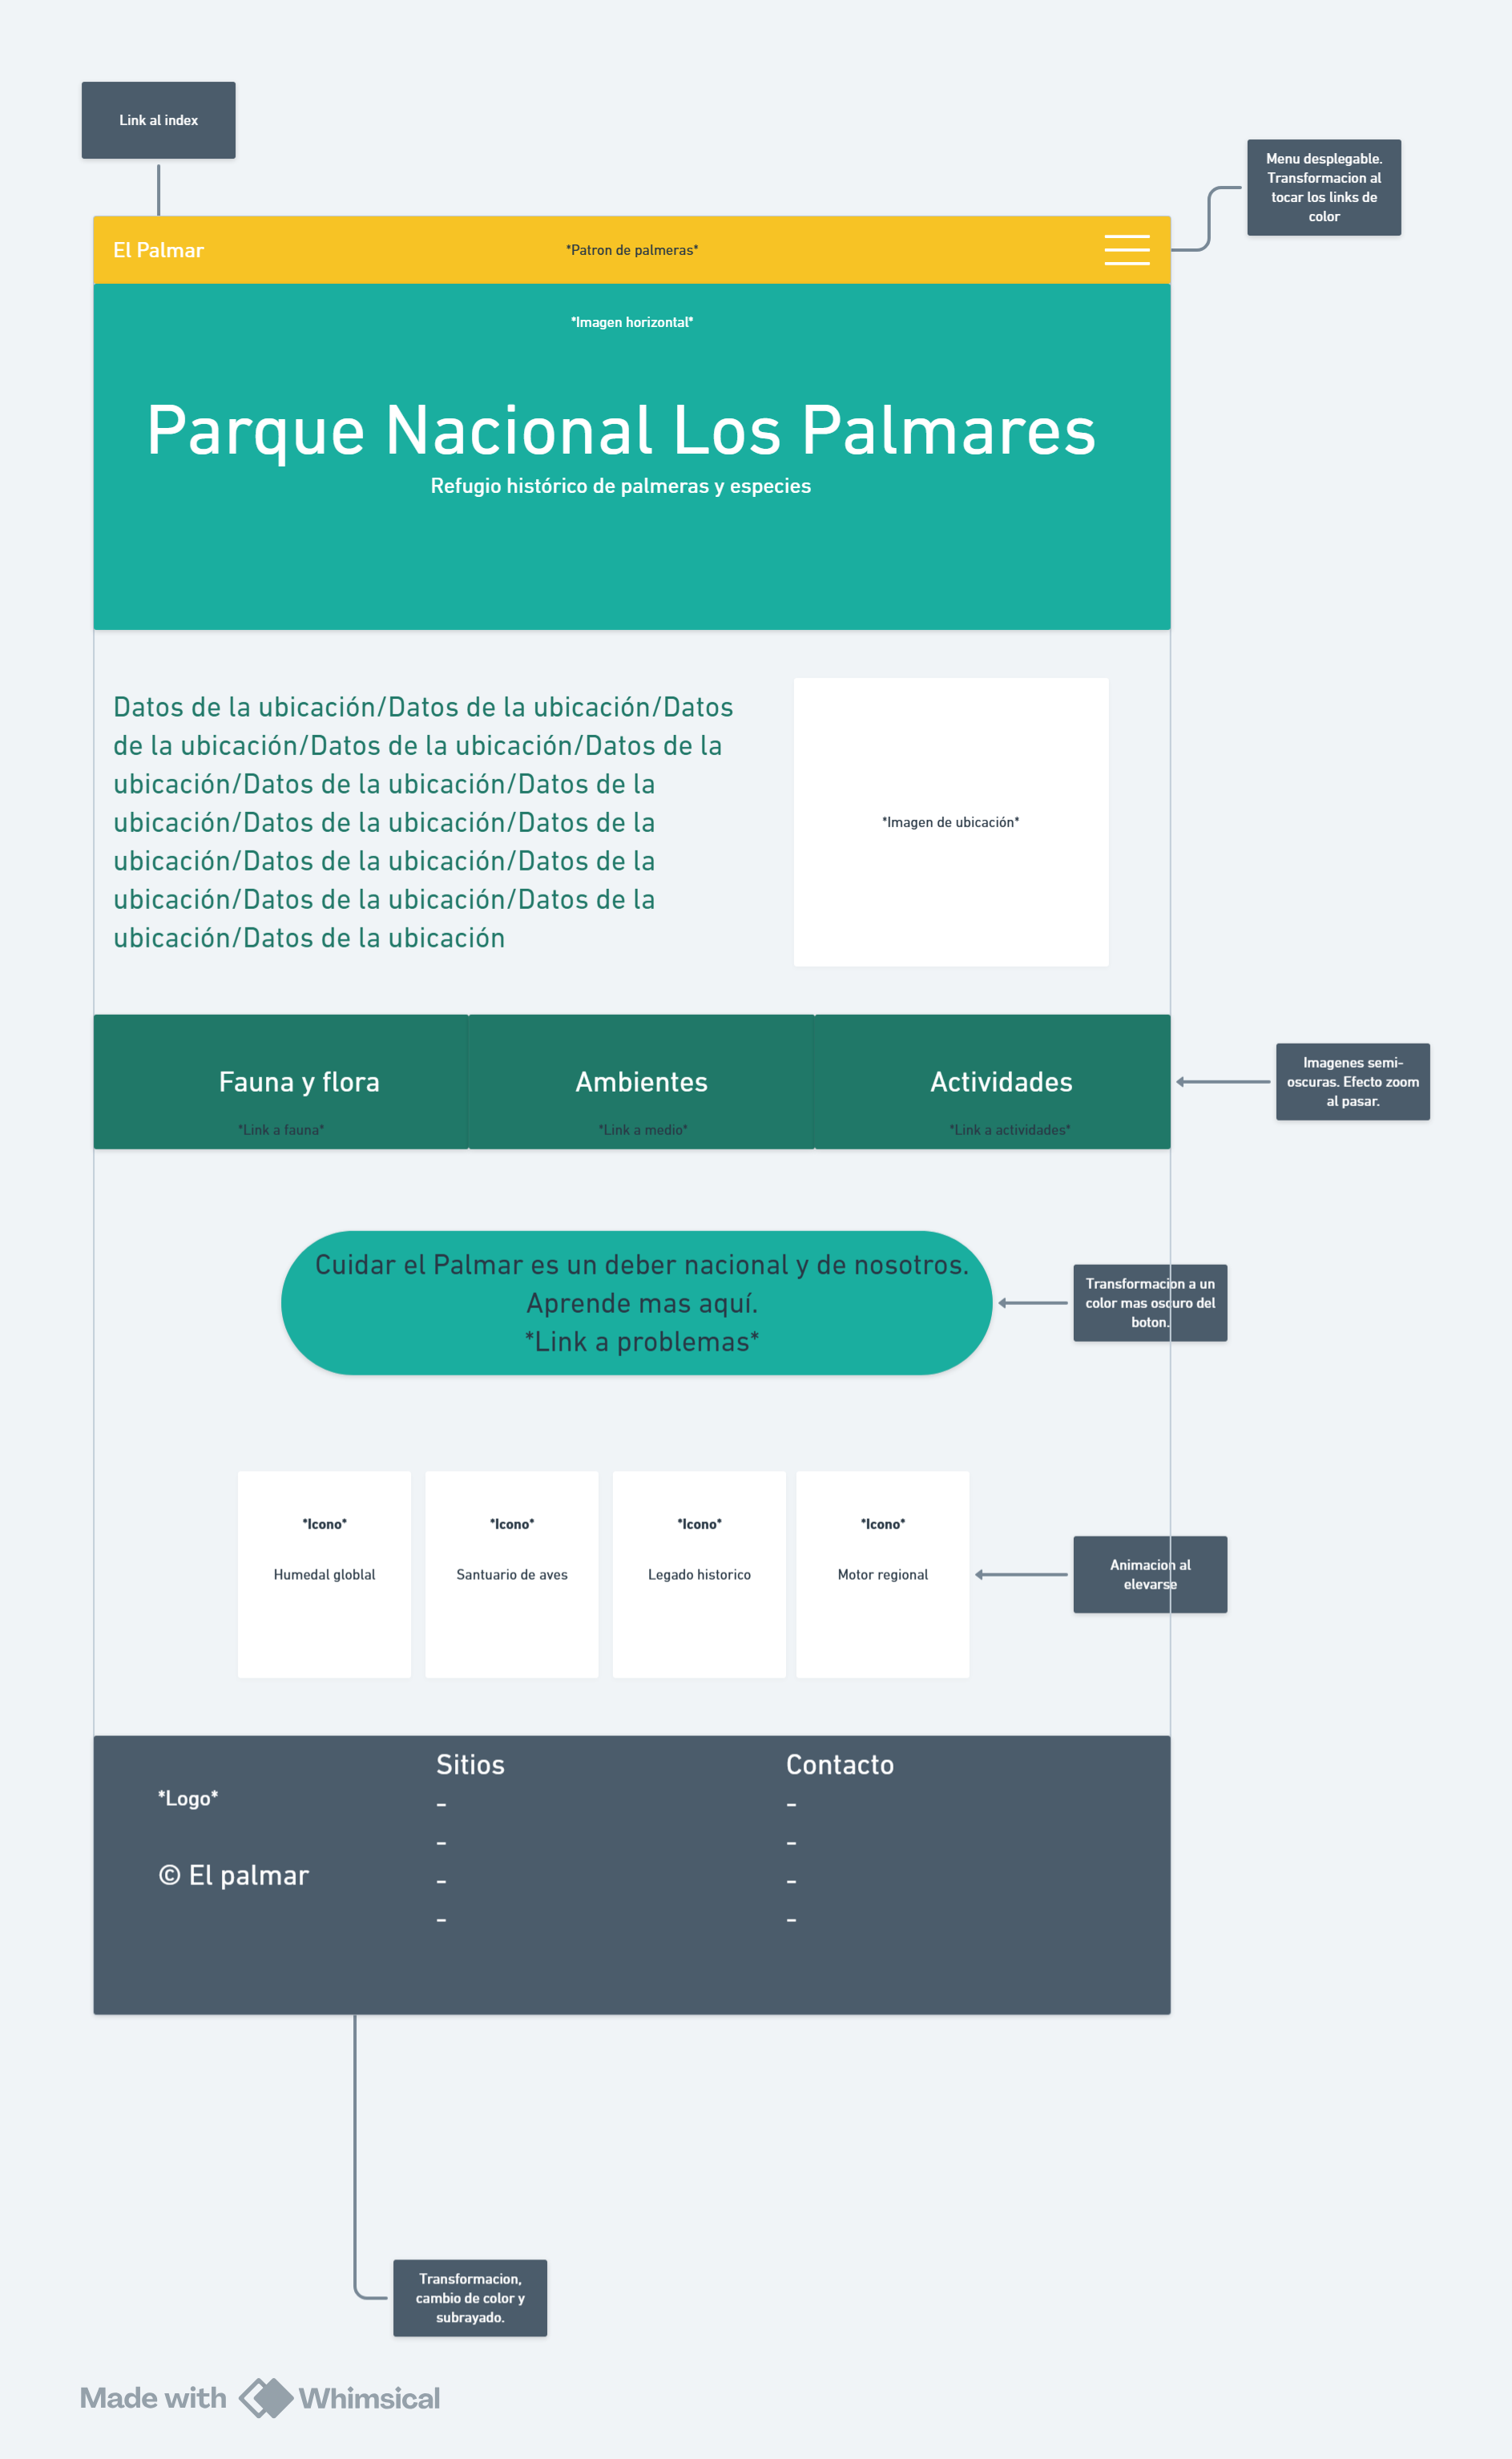 Link al index
Menu desplegable.
Transformacion al
tocar los links de
color
El Palmar
*Patron de palmeras*
*Imagen horizontal*
Parque Nacional Los Palmares
Refugio histórico de palmeras y especies
Datos de la ubicación/Datos de la ubicación/Datos
de la ubicación/Datos de la ubicación/Datos de la
ubicación/Datos de la ubicación/Datos de la
ubicación/Datos de la ubicación/Datos de la
ubicación/Datos de la ubicación/Datos de la
ubicación/Datos de la ubicación/Datos de la
ubicación/Datos de la ubicación
*Imagen de ubicación*
Fauna y flora
*Link a fauna*
Ambientes
*Link a medio*
Actividades
*Link a actividades*
Imagenes semi-
oscuras. Efecto zoom
al pasar.
Cuidar el Palmar es un deber nacional y de nosotros.
Aprende mas aquí.
*Link a problemas*
Transformacion a un
color mas oscuro del
boton.
*Icono*
Humedal globlal
*Icono*
Santuario de aves
*Icono*
Legado historico
*Icono*
Motor regional
Animacion al
elevarse
*Logo*
© El palmar
Sitios
-
-
-
-
Contacto
-
-
-
-
Transformacion,
cambio de color y
subrayado.
Made with Whimsical